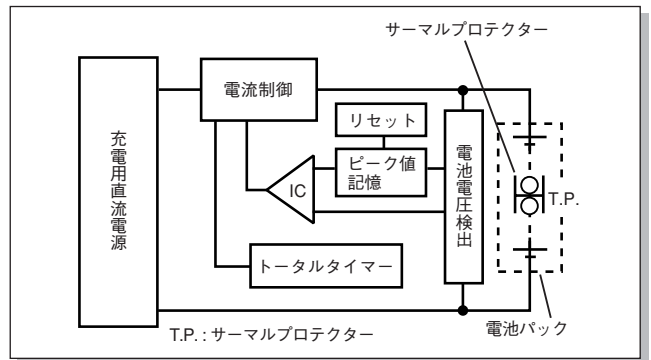 サーマルプロテクター
電流制御
リセット
充電用直流電源
ピーク値
記憶
電池電圧検出
IC
T.P.
トータルタイマー
T.P. : サーマルプロテクター
電池パック